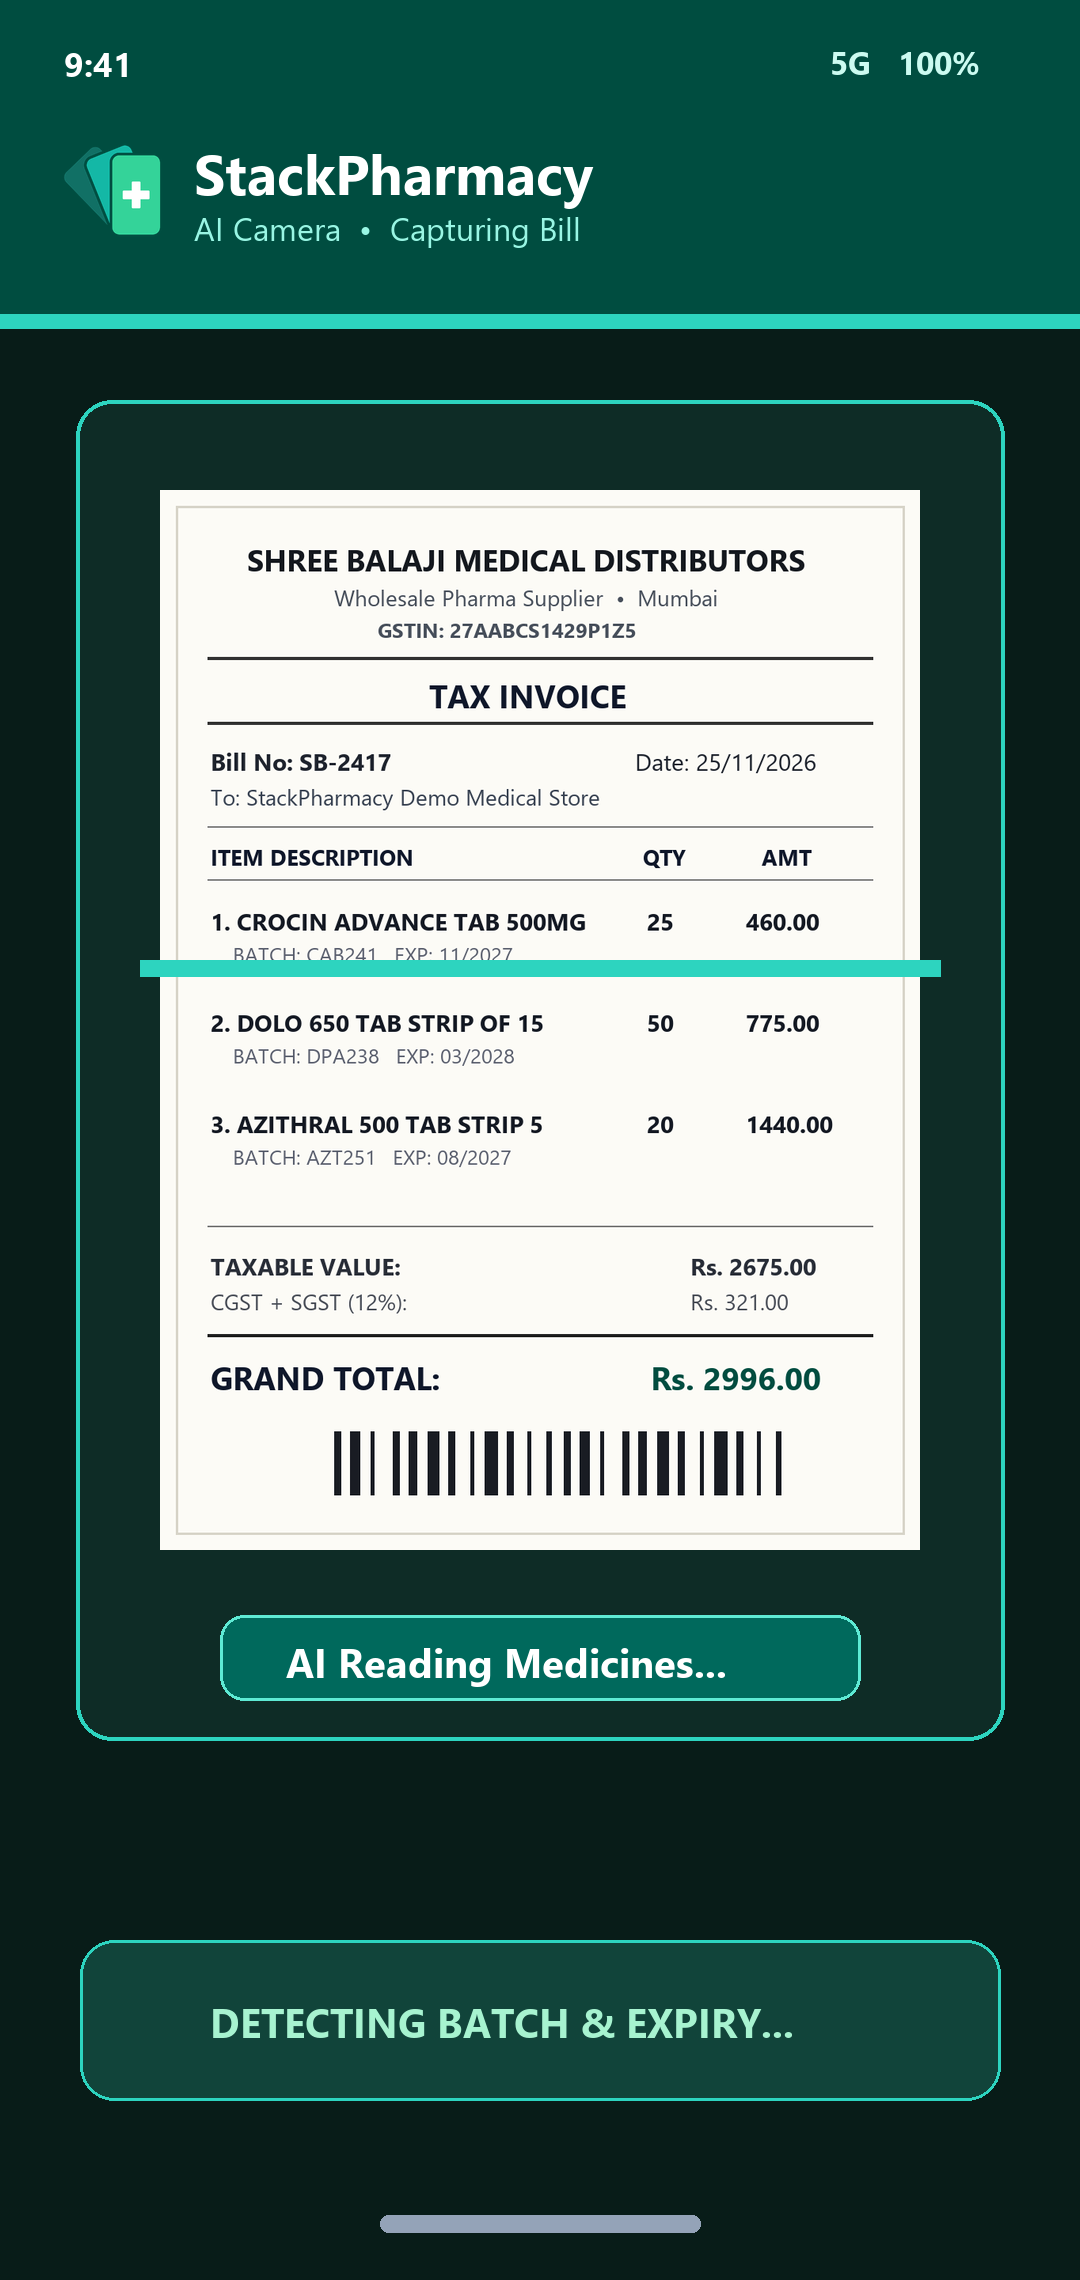 9:41 5G 100%
StackPharmacy
AI Camera • Capturing Bill
SHREE BALAJI MEDICAL DISTRIBUTORS
Wholesale Pharma Supplier • Mumbai
GSTIN: 27AABCS1429P1Z5
TAX INVOICE
Bill No: SB-2417 Date: 25/11/2026
To: StackPharmacy Demo Medical Store
ITEM DESCRIPTION QTY AMT
1. CROCIN ADVANCE TAB 500MG 25 460.00
BATCH: CAB241 EXP: 11/2027
2. DOLO 650 TAB STRIP OF 15 50 775.00
BATCH: DPA238 EXP: 03/2028
3. AZITHRAL 500 TAB STRIP 5 20 1440.00
BATCH: AZT251 EXP: 08/2027
TAXABLE VALUE: Rs. 2675.00
CGST + SGST (12%): Rs. 321.00
GRAND TOTAL: Rs. 2996.00
AI Reading Medicines...
DETECTING BATCH & EXPIRY...